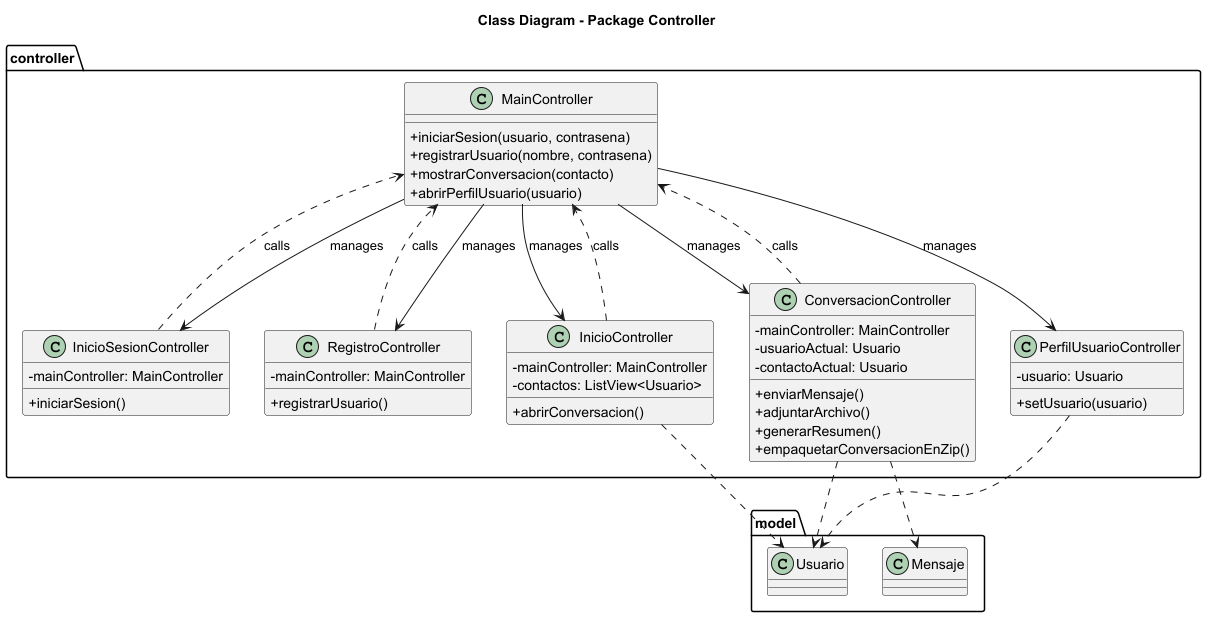 Class Diagram - Package Controller
controller
C MainController
+iniciarSesion(usuario, contrasena)
+registrarUsuario(nombre, contrasena)
+mostrarConversacion(contacto)
+abrirPerfilUsuario(usuario)
calls
manages
calls
manages
manages
calls
manages
calls
manages
C InicioSesionController
-mainController: MainController
+iniciarSesion()
C RegistroController
-mainController: MainController
+registrarUsuario()
C InicioController
-mainController: MainController
-contactos: ListView<Usuario>
+abrirConversacion()
C ConversacionController
-mainController: MainController
-usuarioActual: Usuario
-contactoActual: Usuario
+enviarMensaje()
+adjuntarArchivo()
+generarResumen()
+empaquetarConversacionEnZip()
C PerfilUsuarioController
-usuario: Usuario
+setUsuario(usuario)
model
C Usuario
C Mensaje